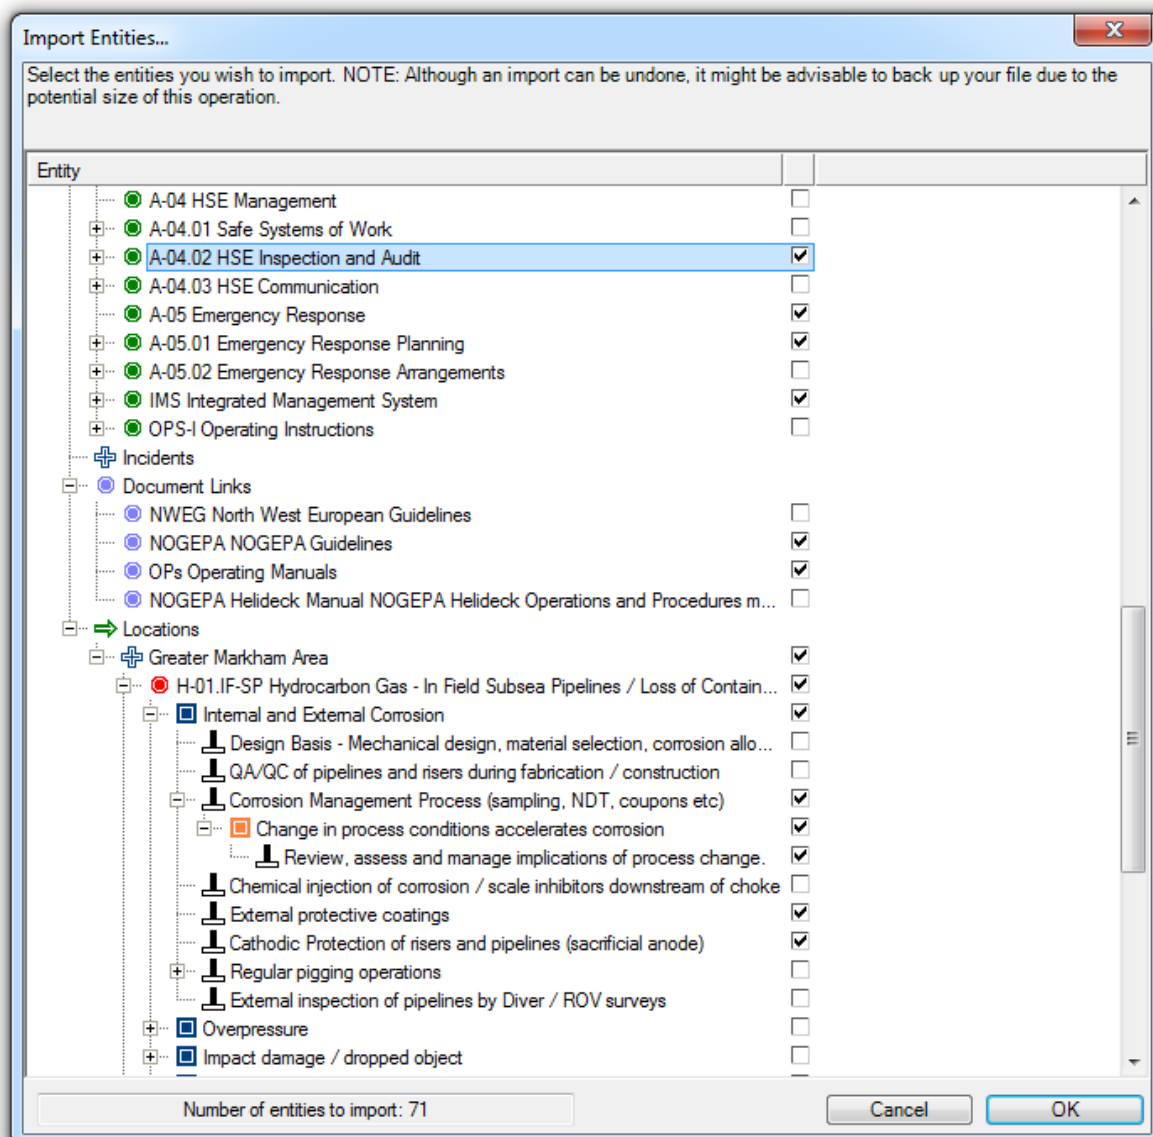 Import Entities...
Select the entities you wish to import. NOTE: Although an import can be undone, it might be advisable to back up your file due to the
potential size of this operation.
Entity
A-04 HSE Management
A-04.01 Safe Systems of Work
A-04.02 HSE Inspection and Audit
A-04.03 HSE Communication
A-05 Emergency Response
A-05.01 Emergency Response Planning
A-05.02 Emergency Response Arrangements
IMS Integrated Management System
OPS-I Operating Instructions
Incidents
Document Links
NWEG North West European Guidelines
NOGEPA NOGEPA Guidelines
OPs Operating Manuals
NOGEPA Helideck Manual NOGEPA Helideck Operations and Procedures m...
Locations
Greater Markham Area
H-01.IF-SP Hydrocarbon Gas - In Field Subsea Pipelines / Loss of Contain...
Internal and External Corrosion
Design Basis - Mechanical design, material selection, corrosion allo...
QA/QC of pipelines and risers during fabrication / construction
Corrosion Management Process (sampling, NDT, coupons etc)
Change in process conditions accelerates corrosion
Review, assess and manage implications of process change.
Chemical injection of corrosion / scale inhibitors downstream of choke
External protective coatings
Cathodic Protection of risers and pipelines (sacrificial anode)
Regular pigging operations
External inspection of pipelines by Diver / ROV surveys
Overpressure
Impact damage / dropped object
Number of entities to import: 71
Cancel
OK